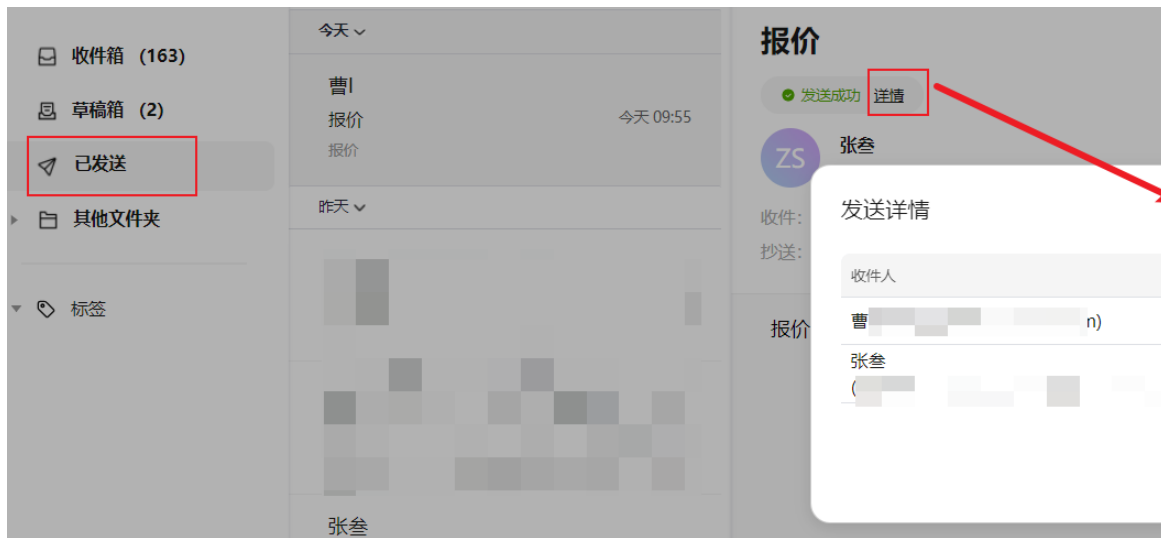 收件箱 (163)
草稿箱 (2)
已发送
其他文件夹
标签
今天
曹l
报价
今天 09:55
报价
昨天
张叁
报价
发送成功 详情
ZS
张叁
收件:
抄送:
报价
发送详情
收件人
曹 n)
张叁
(